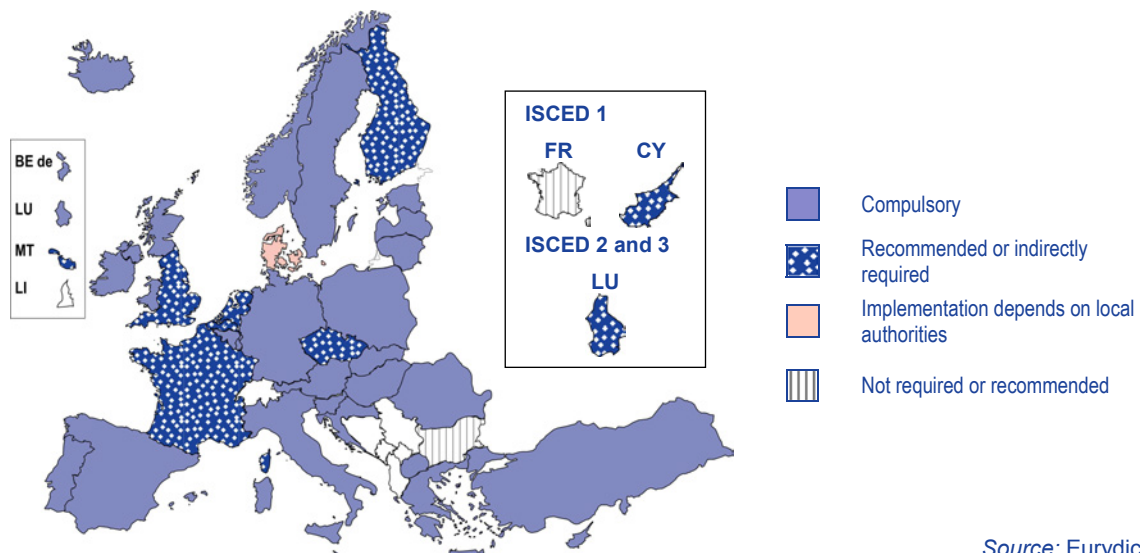 BE de
LU
MT
LI
ISCED 1
FR CY
ISCED 2 and 3
LU
Compulsory
Recommended or indirectly
required
Implementation depends on local
authorities
Not required or recommended
Source: Eurydic